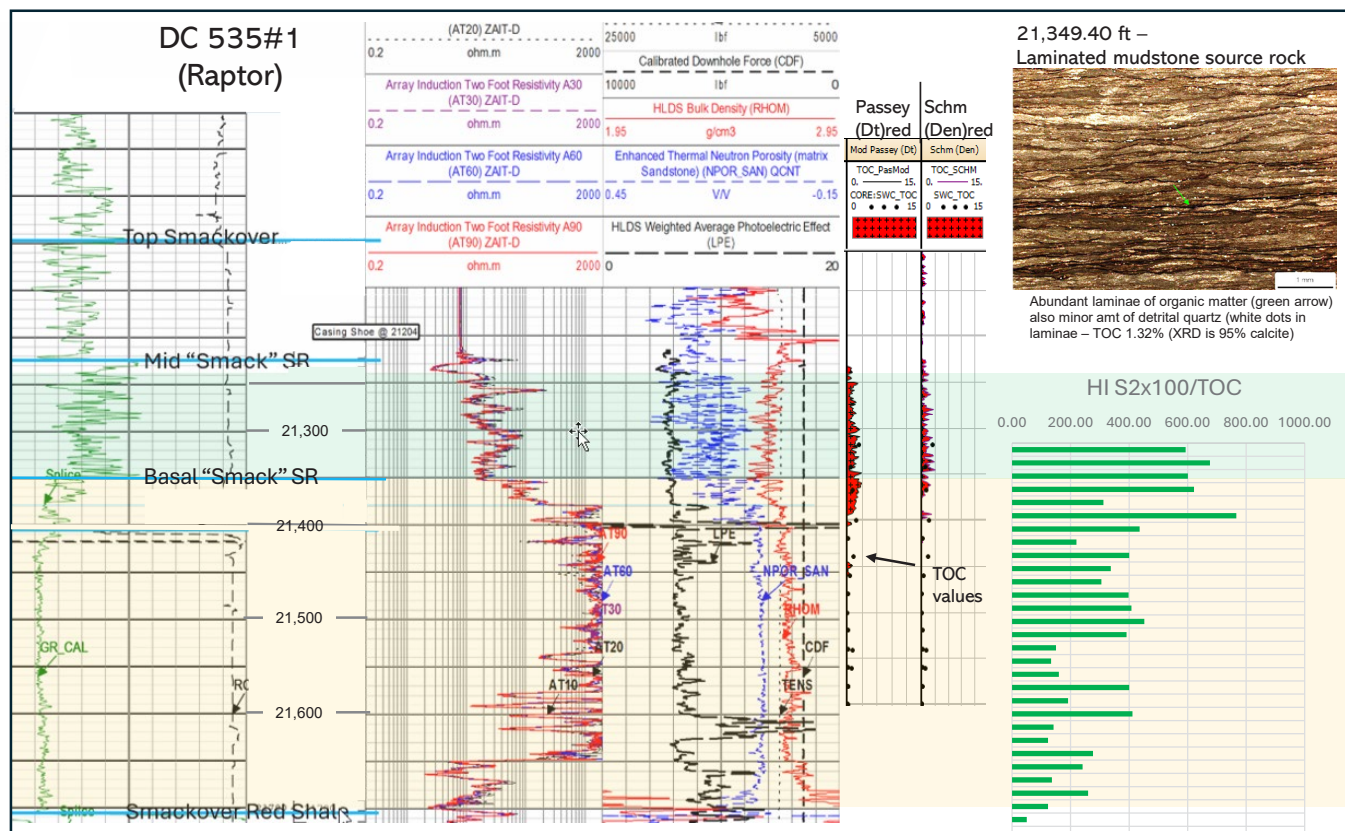 DC 535#1
(Raptor)
(AT20) ZAIT-D
0.2 ohm.m 2000
Array Induction Two Foot Resistivity A30
(AT30) ZAIT-D
0.2 ohm.m 2000
Array Induction Two Foot Resistivity A60
(AT60) ZAIT-D
0.2 ohm.m 2000
Array Induction Two Foot Resistivity A90
(AT90) ZAIT-D
0.2 ohm.m 2000
25000 lbf 5000
Calibrated Downhole Force (CDF)
10000 lbf 0
HLDS Bulk Density (RHOM)
1.95 g/cm3 2.95
Enhanced Thermal Neutron Porosity (matrix
Sandstone) (NPOR_SAN) QCNT
0.45 V/V -0.15
HLDS Weighted Average Photoelectric Effect
(LPE)
0 20
Passey
(Dt)red
Schm
(Den)red
Mod Passey (Dt)
Schm (Den)
TOC_PasMod
0. 15.
CORE:SWC_TOC
0 15
TOC_SCHM
0. 15.
SWC_TOC
0 15
21,349.40 ft –
Laminated mudstone source rock
1 mm
Abundant laminae of organic matter (green arrow)
also minor amt of detrital quartz (white dots in
laminae – TOC 1.32% (XRD is 95% calcite)
Top Smackover
Casing Shoe @ 21204
Mid “Smack” SR
21,300
Splice
Basal “Smack” SR
21,400
AT90
LPE
AT60
NPOR_SAN
21,500
AT30
RHOM
GR_CAL
AT20
CDF
AT10
TENS
21,600
Splice
Smackover Red Shale
TOC
values
HI S2x100/TOC
0.00 200.00 400.00 600.00 800.00 1000.00